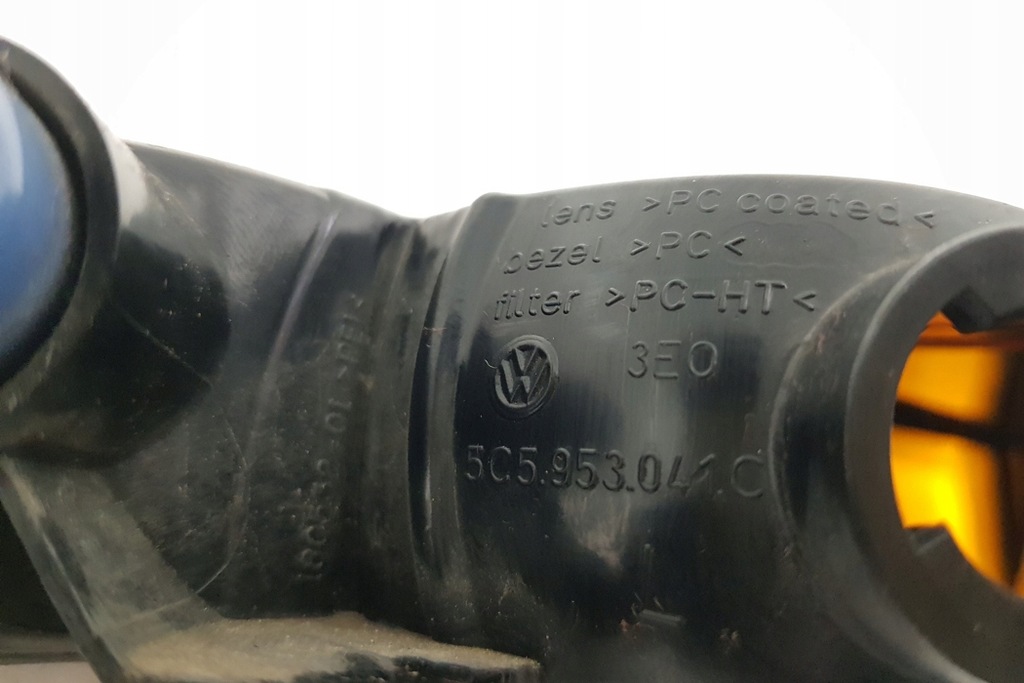 lens >PC coated<
bezel >PC<
filter >PC-HT<
3E0
5C5.953.041.C